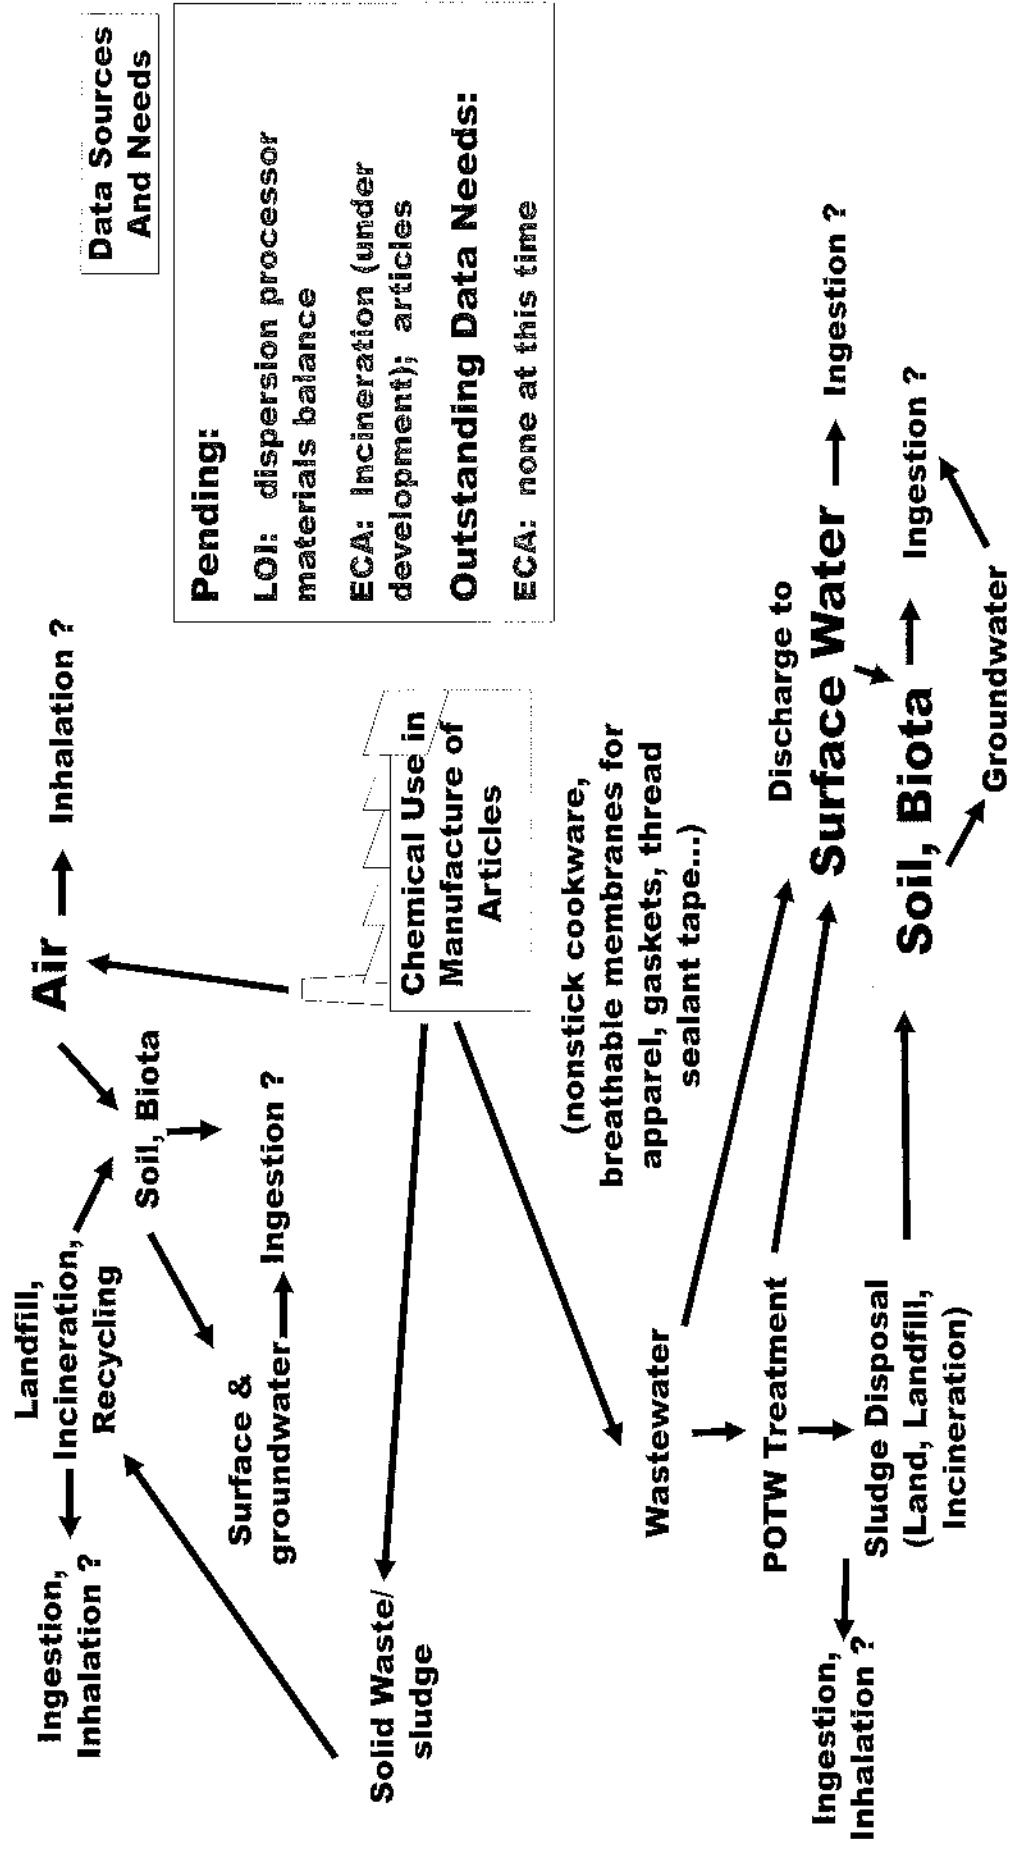 Ingestion,
Inhalation ?
Landfill,
Incineration,
Recycling
Air
Inhalation ?
Data Sources
And Needs
Soil, Biota
Surface &
groundwater
Ingestion ?
Pending:
LOI: dispersion processor
materials balance
ECA: Incineration (under
development); articles
Outstanding Data Needs:
ECA: none at this time
Solid Waste/
sludge
Chemical Use in
Manufacture of
Articles
(nonstick cookware,
breathable membranes for
apparel, gaskets, thread
sealant tape...)
Wastewater
POTW Treatment
Discharge to
Surface Water
Ingestion ?
Ingestion,
Inhalation ?
Sludge Disposal
(Land, Landfill,
Incineration)
Soil, Biota
Ingestion ?
Groundwater